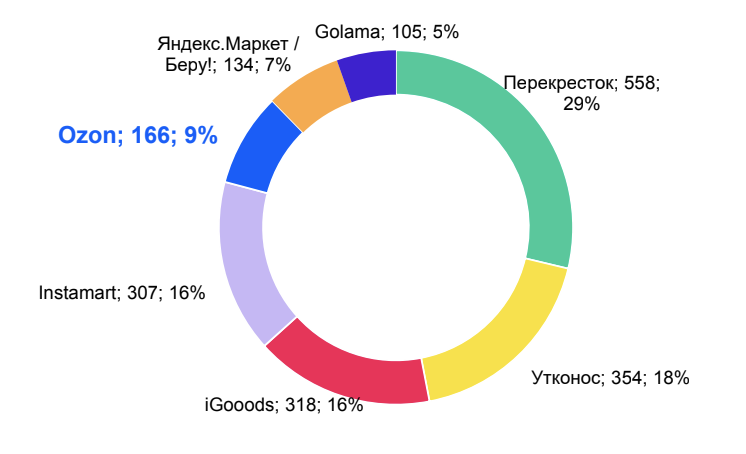 Golama; 105; 5%
Яндекс.Маркет /
Беру!; 134; 7%
Перекресток; 558;
29%
Ozon; 166; 9%
Instamart; 307; 16%
Утконос; 354; 18%
iGooods; 318; 16%